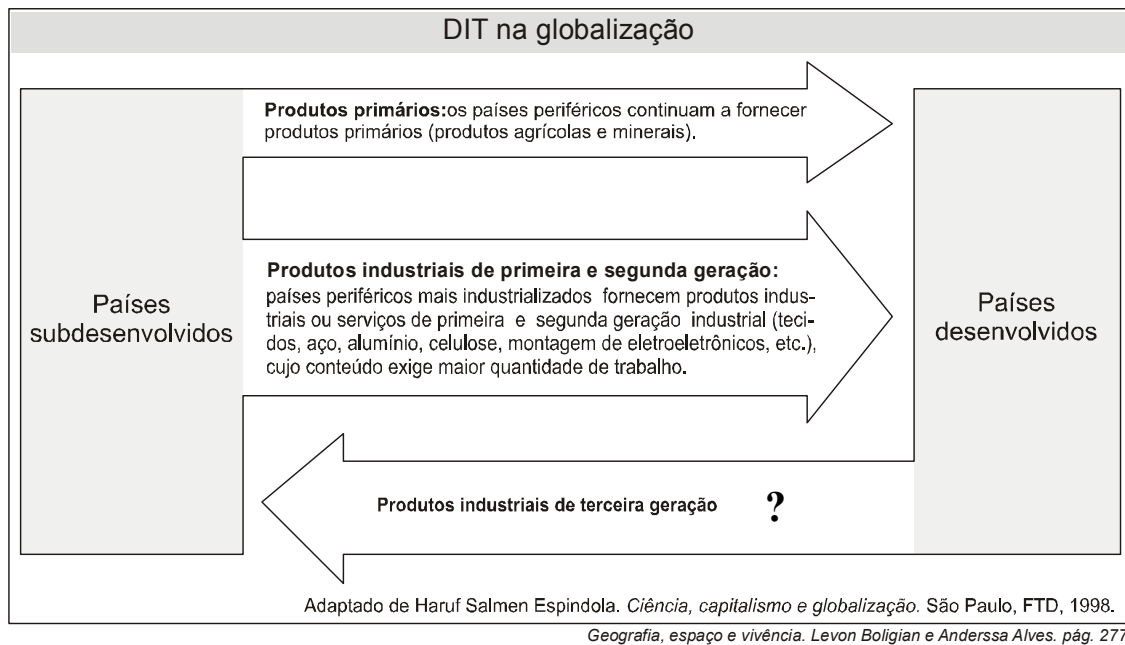 DIT na globalização
Produtos primários:os países periféricos continuam a fornecer
produtos primários (produtos agrícolas e minerais).
Países
subdesenvolvidos
Produtos industriais de primeira e segunda geração:
países periféricos mais industrializados fornecem produtos indus-
triais ou serviços de primeira e segunda geração industrial (teci-
dos, aço, alumínio, celulose, montagem de eletroeletrônicos, etc.),
cujo conteúdo exige maior quantidade de trabalho.
Países
desenvolvidos
Produtos industriais de terceira geração ?
Adaptado de Haruf Salmen Espindola. Ciência, capitalismo e globalização. São Paulo, FTD, 1998.
Geografia, espaço e vivência. Levon Boligian e Anderssa Alves. pág. 277